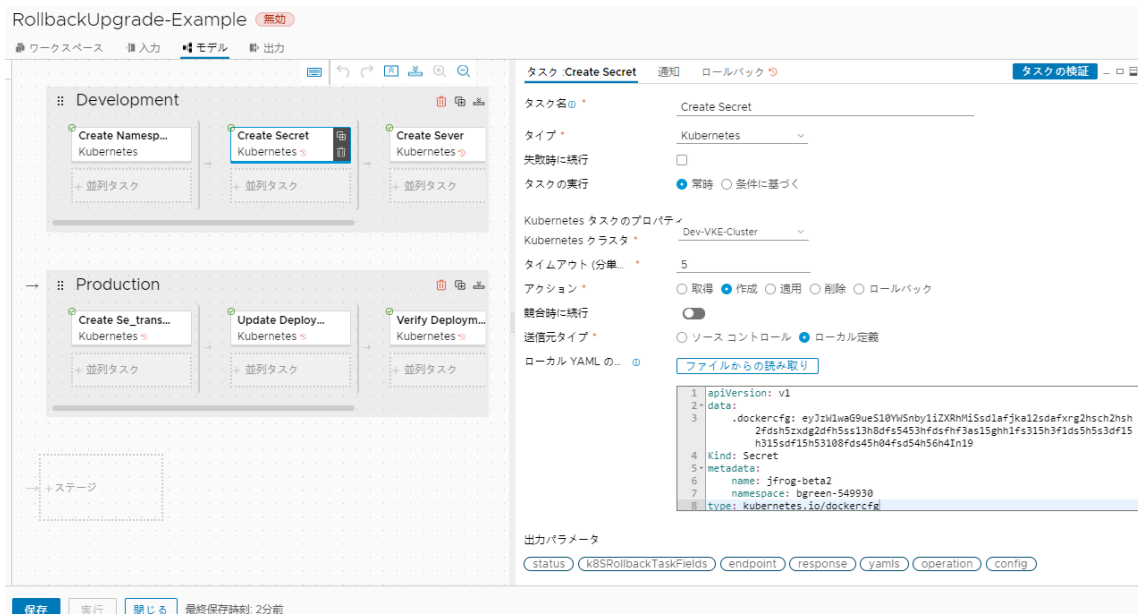 RollbackUpgrade-Example 無効
ワークスペース 入力 モデル 出力
Development
Create Namesp...
Kubernetes
+ 並列タスク
Create Secret
Kubernetes
+ 並列タスク
Create Sever
Kubernetes
+ 並列タスク
Production
Create Se_trans...
Kubernetes
+ 並列タスク
Update Deploy...
Kubernetes
+ 並列タスク
Verify Deploym...
Kubernetes
+ 並列タスク
+ステージ
タスク :Create Secret 通知 ロールバック タスクの検証
タスク名 * Create Secret
タイプ * Kubernetes
失敗時に続行
タスクの実行 常時 条件に基づく
Kubernetes タスクのプロパティ
Kubernetes クラスタ * Dev-VKE-Cluster
タイムアウト (分単... * 5
アクション * 取得 作成 適用 削除 ロールバック
競合時に続行
送信元タイプ * ソース コントロール ローカル定義
ローカル YAML の... ファイルからの読み取り
1 apiVersion: v1
2 data:
3 .dockercfg:
4 Kind: Secret
5 metadata:
6 name: jfrog-beta2
7 namespace: bgreen-549930
8 type: kubernetes.io/dockercfg
出力パラメータ
status k8SRollbackTaskFields endpoint response yamls operation config
保存 実行 閉じる 最終保存時刻: 2分前